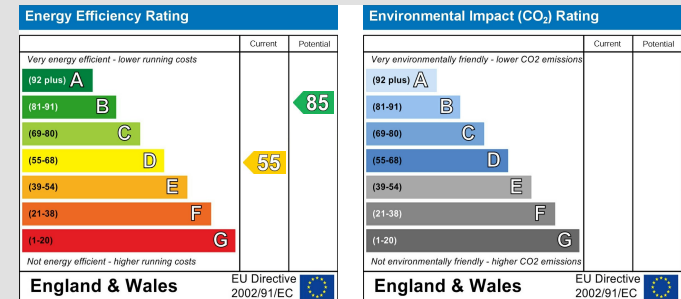 Energy Efficiency Rating
Current Potential
Very energy efficient - lower running costs
(92 plus) A
(81-91) B
85
(69-80) C
(55-68) D
55
(39-54) E
(21-38) F
(1-20) G
Not energy efficient - higher running costs
England & Wales
EU Directive
2002/91/EC
Environmental Impact (CO₂) Rating
Current Potential
Very environmentally friendly - lower CO2 emissions
(92 plus) A
(81-91) B
(69-80) C
(55-68) D
(39-54) E
(21-38) F
(1-20) G
Not environmentally friendly - higher CO2 emissions
England & Wales
EU Directive
2002/91/EC